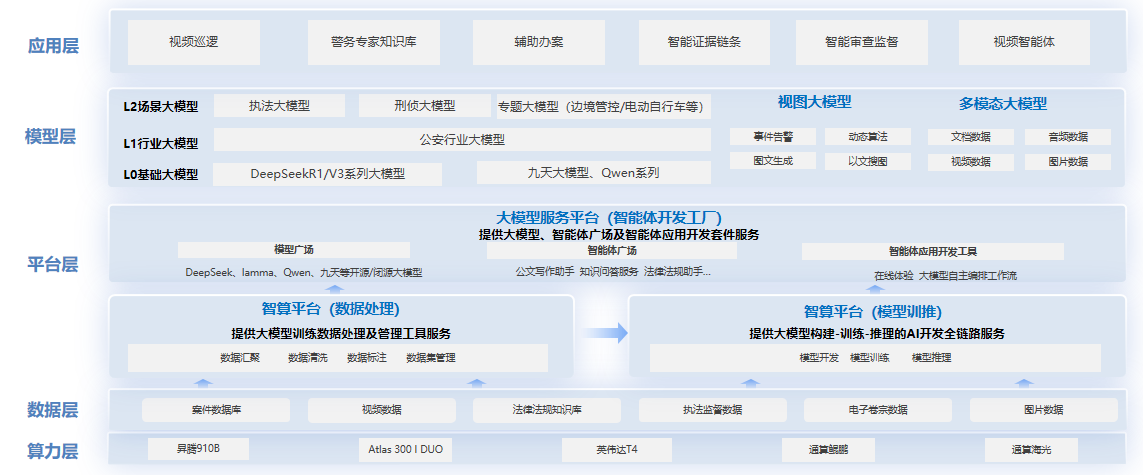 应用层
视频巡逻
警务专家知识库
辅助办案
智能证据链条
智能审查监督
视频智能体
模型层
L2场景大模型
执法大模型
刑侦大模型
专题大模型（边境管控/电动自行车等）
L1行业大模型
公安行业大模型
L0基础大模型
DeepSeekR1/V3系列大模型
九天大模型、Qwen系列
视图大模型
事件告警
动态算法
图文生成
以文搜图
多模态大模型
文档数据
音频数据
视频数据
图片数据
平台层
大模型服务平台（智能体开发工厂）
提供大模型、智能体广场及智能体应用开发套件服务
模型广场
DeepSeek、lamma、Qwen、九天等开源/闭源大模型
智能体广场
公文写作助手 知识问答服务 法律法规助手...
智能体应用开发工具
在线体验 大模型自主编排工作流
智算平台（数据处理）
提供大模型训练数据处理及管理工具服务
数据汇聚 数据清洗 数据标注 数据集管理
智算平台（模型训推）
提供大模型构建-训练-推理的AI开发全链路服务
模型开发 模型训练 模型推理
数据层
案件数据库
视频数据
法律法规知识库
执法监督数据
电子卷宗数据
图片数据
算力层
昇腾910B
Atlas 300 I DUO
英伟达T4
通算鲲鹏
通算海光